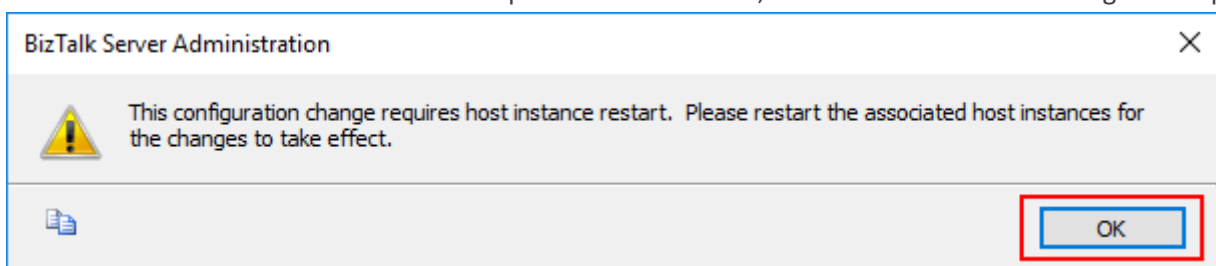 BizTalk Server Administration
This configuration change requires host instance restart.  Please restart the associated host instances for
the changes to take effect.
OK